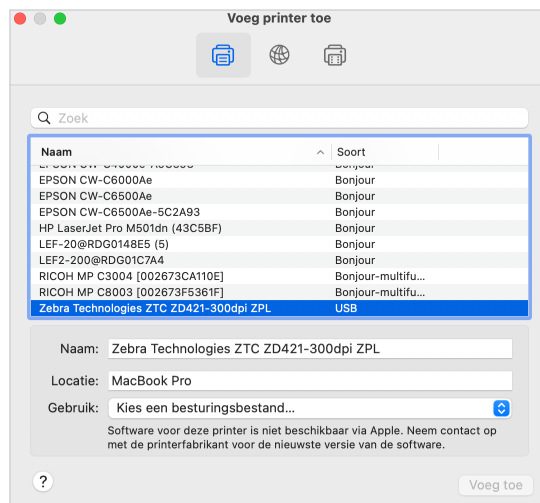 Voeg printer toe
Zoek
Naam Soort
EPSON CW-C6000Ae Bonjour
EPSON CW-C6500Ae Bonjour
EPSON CW-C6500Ae-5C2A93 Bonjour
HP LaserJet Pro M501dn (43C5BF) Bonjour
LEF-20@RDG0148E5 (5) Bonjour
LEF2-200@RDG01C7A4 Bonjour
RICOH MP C3004 [002673CA110E] Bonjour-multifu...
RICOH MP C8003 [002673F5361F] Bonjour-multifu...
Zebra Technologies ZTC ZD421-300dpi ZPL USB
Naam: Zebra Technologies ZTC ZD421-300dpi ZPL
Locatie: MacBook Pro
Gebruik: Kies een besturingsbestand...
Software voor deze printer is niet beschikbaar via Apple. Neem contact op
met de printerfabrikant voor de nieuwste versie van de software.
?
Voeg toe